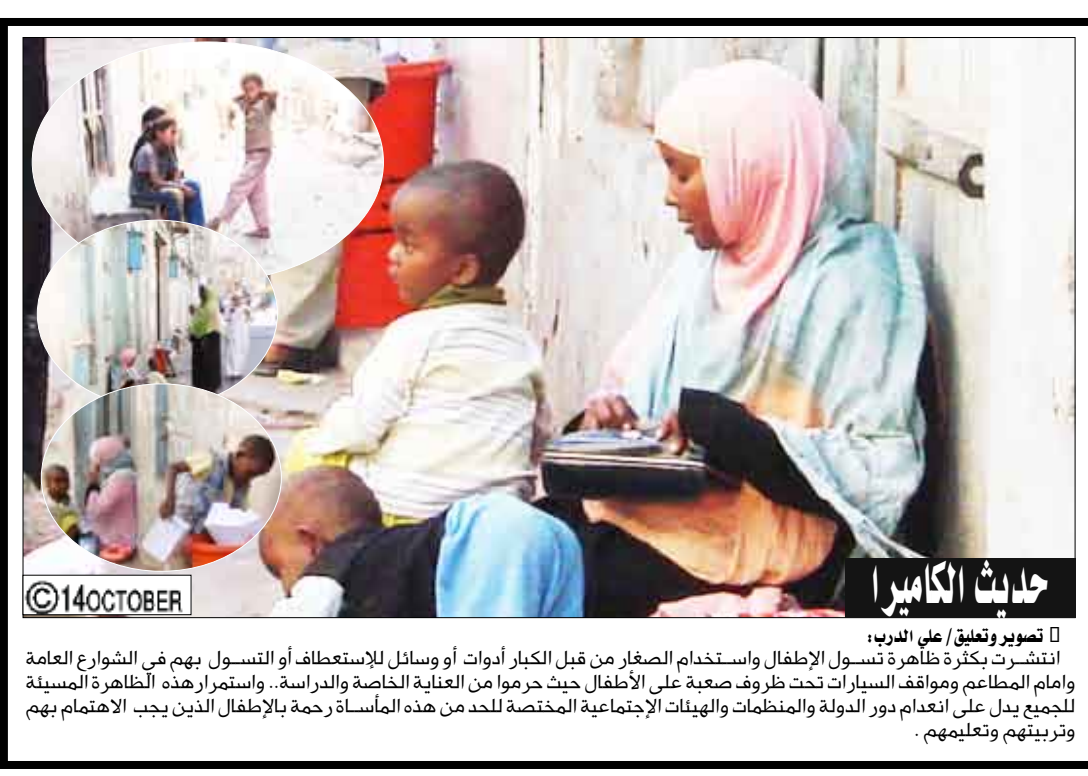 ©14OCTOBER
حديث الكاميرا
تصوير وتعليق/ علي الدرب:
انتشرت بكثرة ظاهرة تسول الإطفال واستخدام الصغار من قبل الكبار أدوات أو وسائل للإستعطاف أو التسول بهم في الشوارع العامة
وامام المطاعم ومواقف السيارات تحت ظروف صعبة على الأطفال حيث حرموا من العناية الخاصة والدراسة.. واستمرار هذه الظاهرة المسيئة
للجميع يدل على انعدام دور الدولة والمنظمات والهيئات الإجتماعية المختصة للحد من هذه المأساة رحمة بالإطفال الذين يجب الاهتمام بهم
وتربيتهم وتعليمهم .